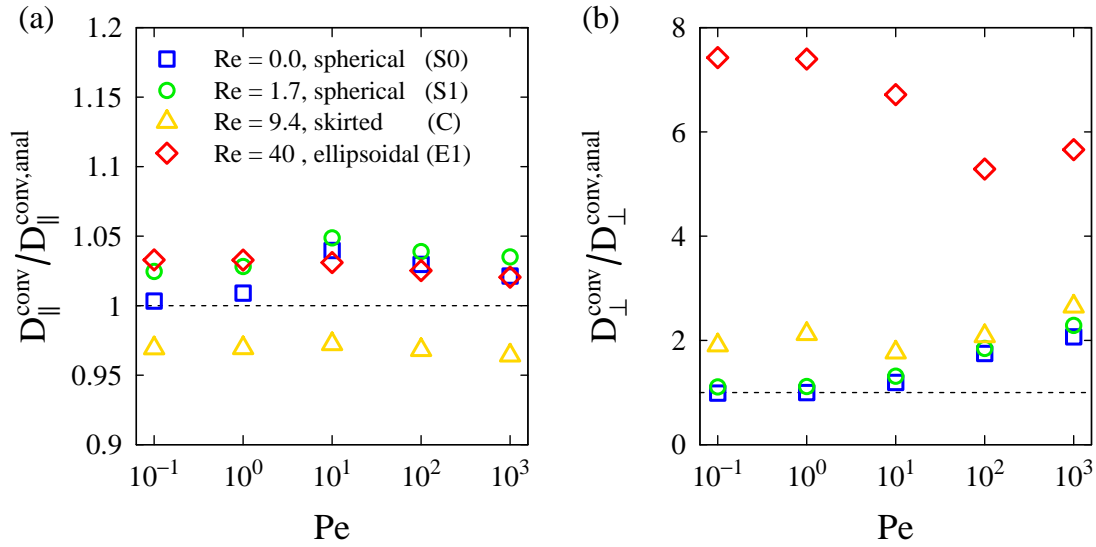 (a)
1.2
1.15
1.1
1.05
1
0.95
0.9
D∥^conv/D∥^conv,anal
Re = 0.0, spherical (S0)
Re = 1.7, spherical (S1)
Re = 9.4, skirted (C)
Re = 40 , ellipsoidal (E1)
10⁻¹ 10⁰ 10¹ 10² 10³
Pe
(b)
8
6
4
2
0
D⊥^conv/D⊥^conv,anal
10⁻¹ 10⁰ 10¹ 10² 10³
Pe